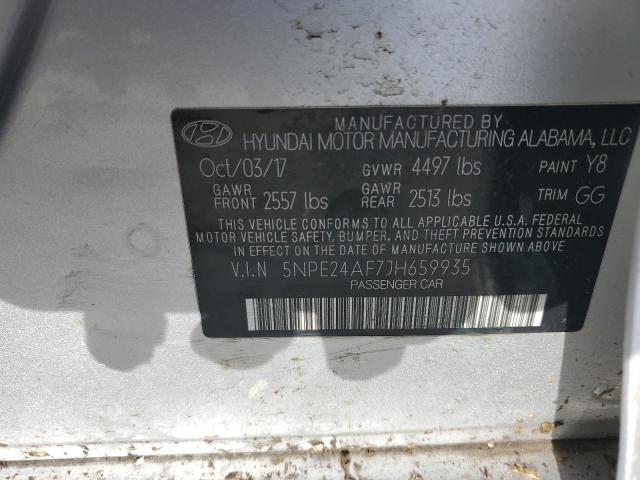 MANUFACTURED BY
HYUNDAI MOTOR MANUFACTURING ALABAMA, LLC
Oct/03/17 GVWR 4497 lbs PAINT Y8
GAWR FRONT 2557 lbs GAWR REAR 2513 lbs TRIM GG
THIS VEHICLE CONFORMS TO ALL APPLICABLE U.S.A. FEDERAL
MOTOR VEHICLE SAFETY, BUMPER, AND THEFT PREVENTION STANDARDS
IN EFFECT ON THE DATE OF MANUFACTURE SHOWN ABOVE.
V.I.N 5NPE24AF7JH659935
PASSENGER CAR